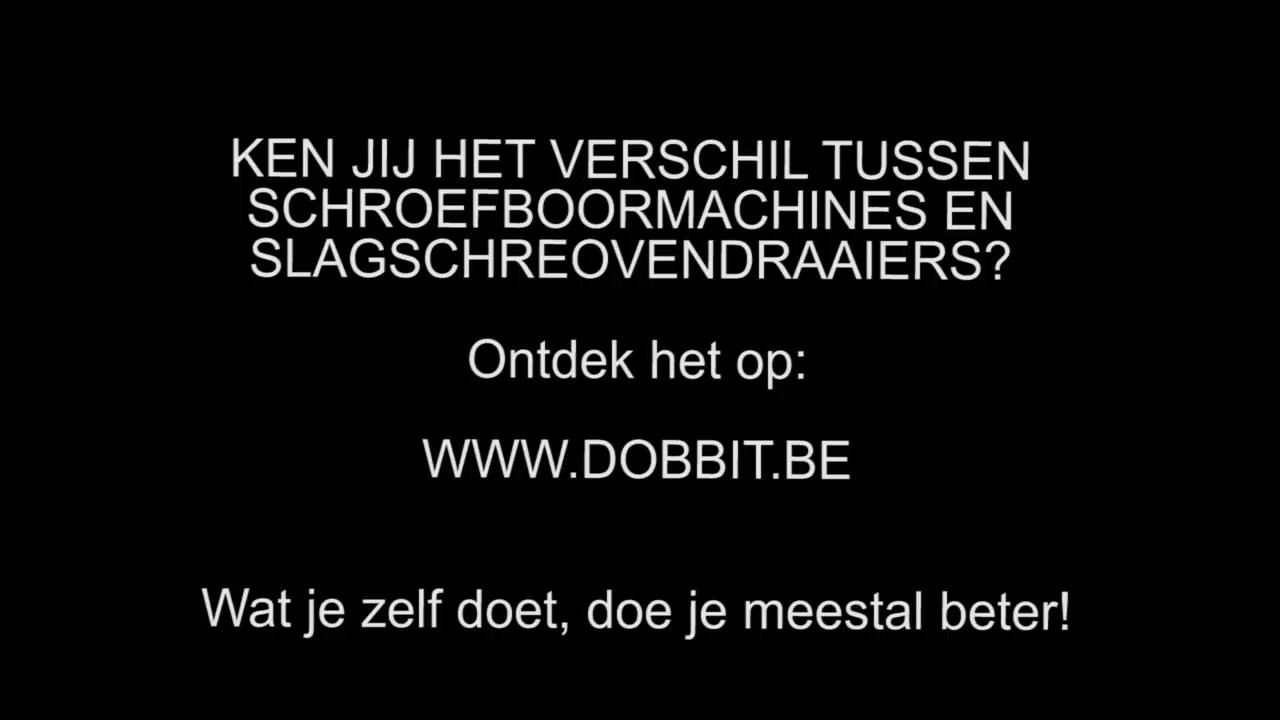 KEN JIJ HET VERSCHIL TUSSEN
SCHROEFBOORMACHINES EN
SLAGSCHREOVENDRAAIERS?
Ontdek het op:
WWW.DOBBIT.BE
Wat je zelf doet, doe je meestal beter!